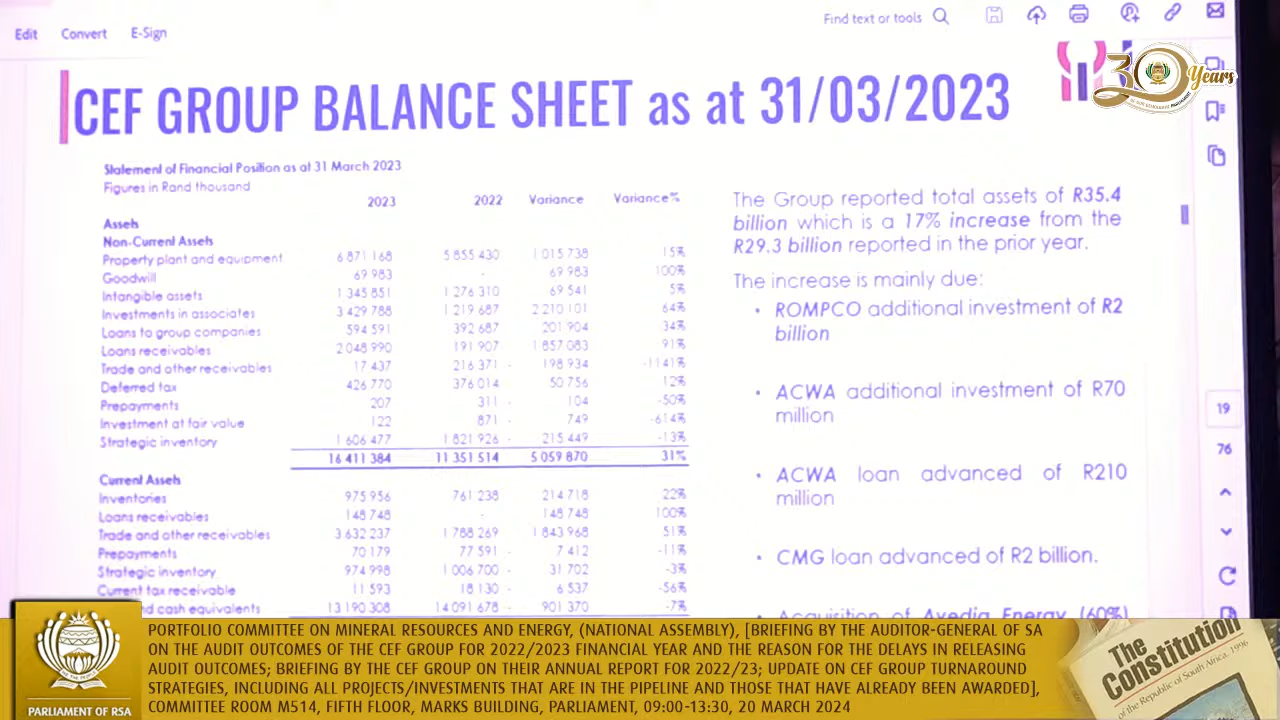 Edit Convert E-Sign
Find text or tools
30 Years
CEF GROUP BALANCE SHEET as at 31/03/2023
Statement of Financial Position as at 31 March 2023
Figures in Rand thousand
2023 2022 Variance Variance%
Assets
Non-Current Assets
Property plant and equipment 6 871 168 5 855 430 1 015 738 15%
Goodwill 69 983 - 69 983 100%
Intangible assets 1 345 851 1 276 310 69 541 5%
Investments in associates 3 429 788 1 219 687 2 210 101 64%
Loans to group companies 594 591 392 687 201 904 34%
Loans receivables 2 048 990 191 907 1 857 083 91%
Trade and other receivables 17 437 216 371 - 198 934 -1141%
Deferred tax 426 770 376 014 50 756 12%
Prepayments 207 311 - 104 -50%
Investment at fair value 122 871 - 749 -614%
Strategic inventory 1 606 477 1 821 926 - 215 449 -13%
16 411 384 11 351 514 5 059 870 31%
Current Assets
Inventories 975 956 761 238 214 718 22%
Loans receivables 148 748 - 148 748 100%
Trade and other receivables 3 632 237 1 788 269 1 843 968 51%
Prepayments 70 179 77 591 - 7 412 -11%
Strategic inventory 974 998 1 006 700 - 31 702 -3%
Current tax receivable 11 593 18 130 - 6 537 -56%
nd cash equivalents 13 190 308 14 091 678 - 901 370 -7%
The Group reported total assets of R35.4
billion which is a 17% increase from the
R29.3 billion reported in the prior year.
The increase is mainly due:
• ROMPCO additional investment of R2
billion
• ACWA additional investment of R70
million
• ACWA loan advanced of R210
million
• CMG loan advanced of R2 billion.
• Acquisition of Avedia Energy (60%)
19
76
PORTFOLIO COMMITTEE ON MINERAL RESOURCES AND ENERGY, (NATIONAL ASSEMBLY), [BRIEFING BY THE AUDITOR-GENERAL OF SA
ON THE AUDIT OUTCOMES OF THE CEF GROUP FOR 2022/2023 FINANCIAL YEAR AND THE REASON FOR THE DELAYS IN RELEASING
AUDIT OUTCOMES; BRIEFING BY THE CEF GROUP ON THEIR ANNUAL REPORT FOR 2022/23; UPDATE ON CEF GROUP TURNAROUND
STRATEGIES, INCLUDING ALL PROJECTS/INVESTMENTS THAT ARE IN THE PIPELINE AND THOSE THAT HAVE ALREADY BEEN AWARDED],
COMMITTEE ROOM M514, FIFTH FLOOR, MARKS BUILDING, PARLIAMENT, 09:00-13:30, 20 MARCH 2024
PARLIAMENT OF RSA
The
Constitution
of the Republic of South Africa, 1996